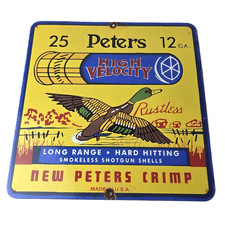 25 Peters 12 GA.
HIGH
VELOCITY
Rustless
LONG RANGE • HARD HITTING
SMOKELESS SHOTGUN SHELLS
NEW PETERS CRIMP
MADE IN U.S.A